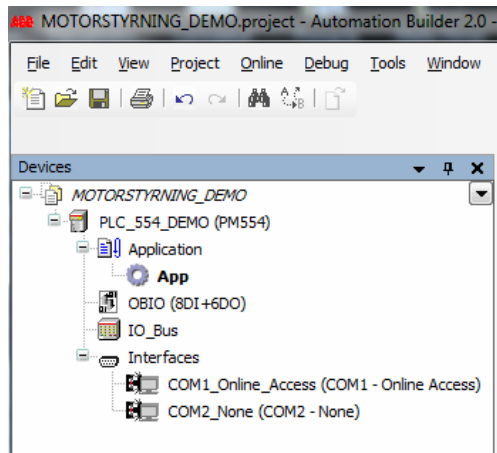 ABB MOTORSTYRNING_DEMO.project - Automation Builder 2.0 -
File Edit View Project Online Debug Tools Window
Devices
MOTORSTYRNING_DEMO
PLC_554_DEMO (PM554)
Application
App
OBIO (8DI+6DO)
IO_Bus
Interfaces
COM1_Online_Access (COM1 - Online Access)
COM2_None (COM2 - None)